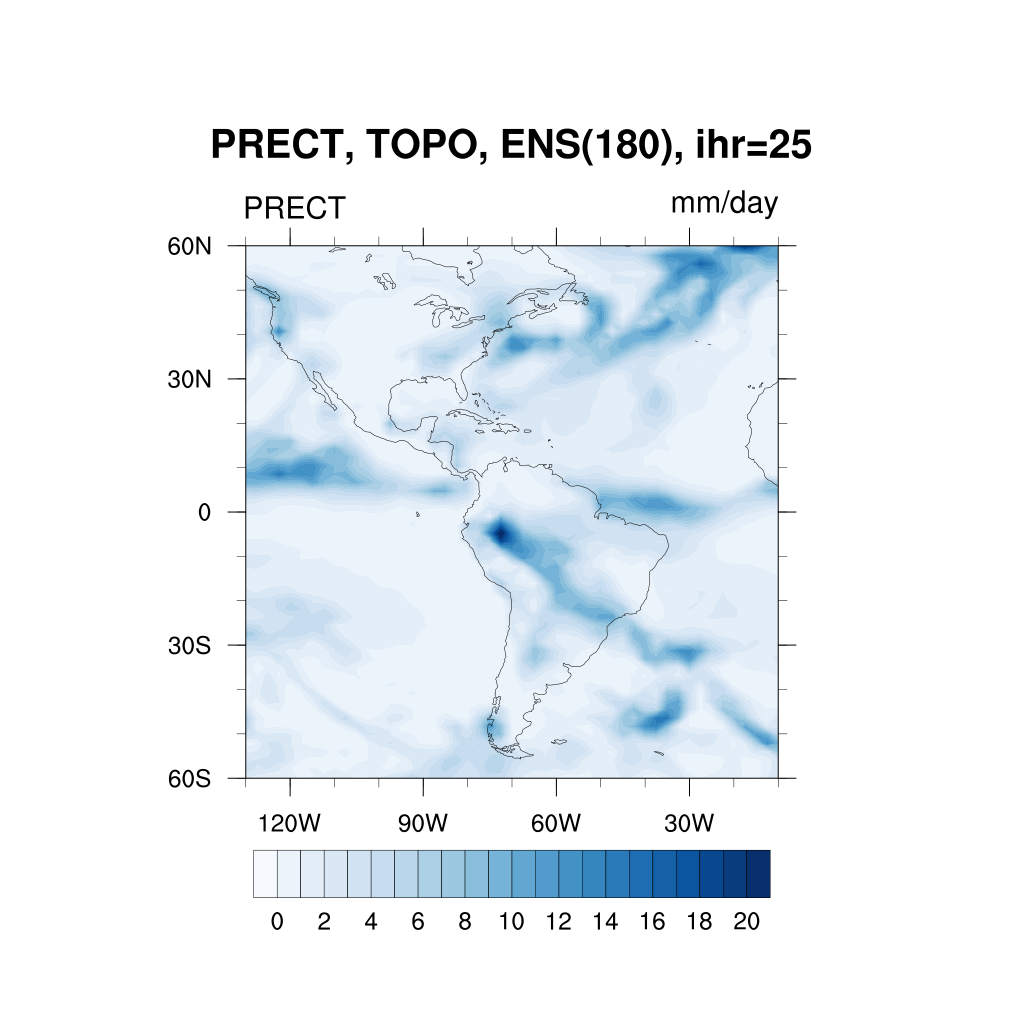 PRECT, TOPO, ENS(180), ihr=25
PRECT mm/day
60N
30N
0
30S
60S
120W 90W 60W 30W
0 2 4 6 8 10 12 14 16 18 20